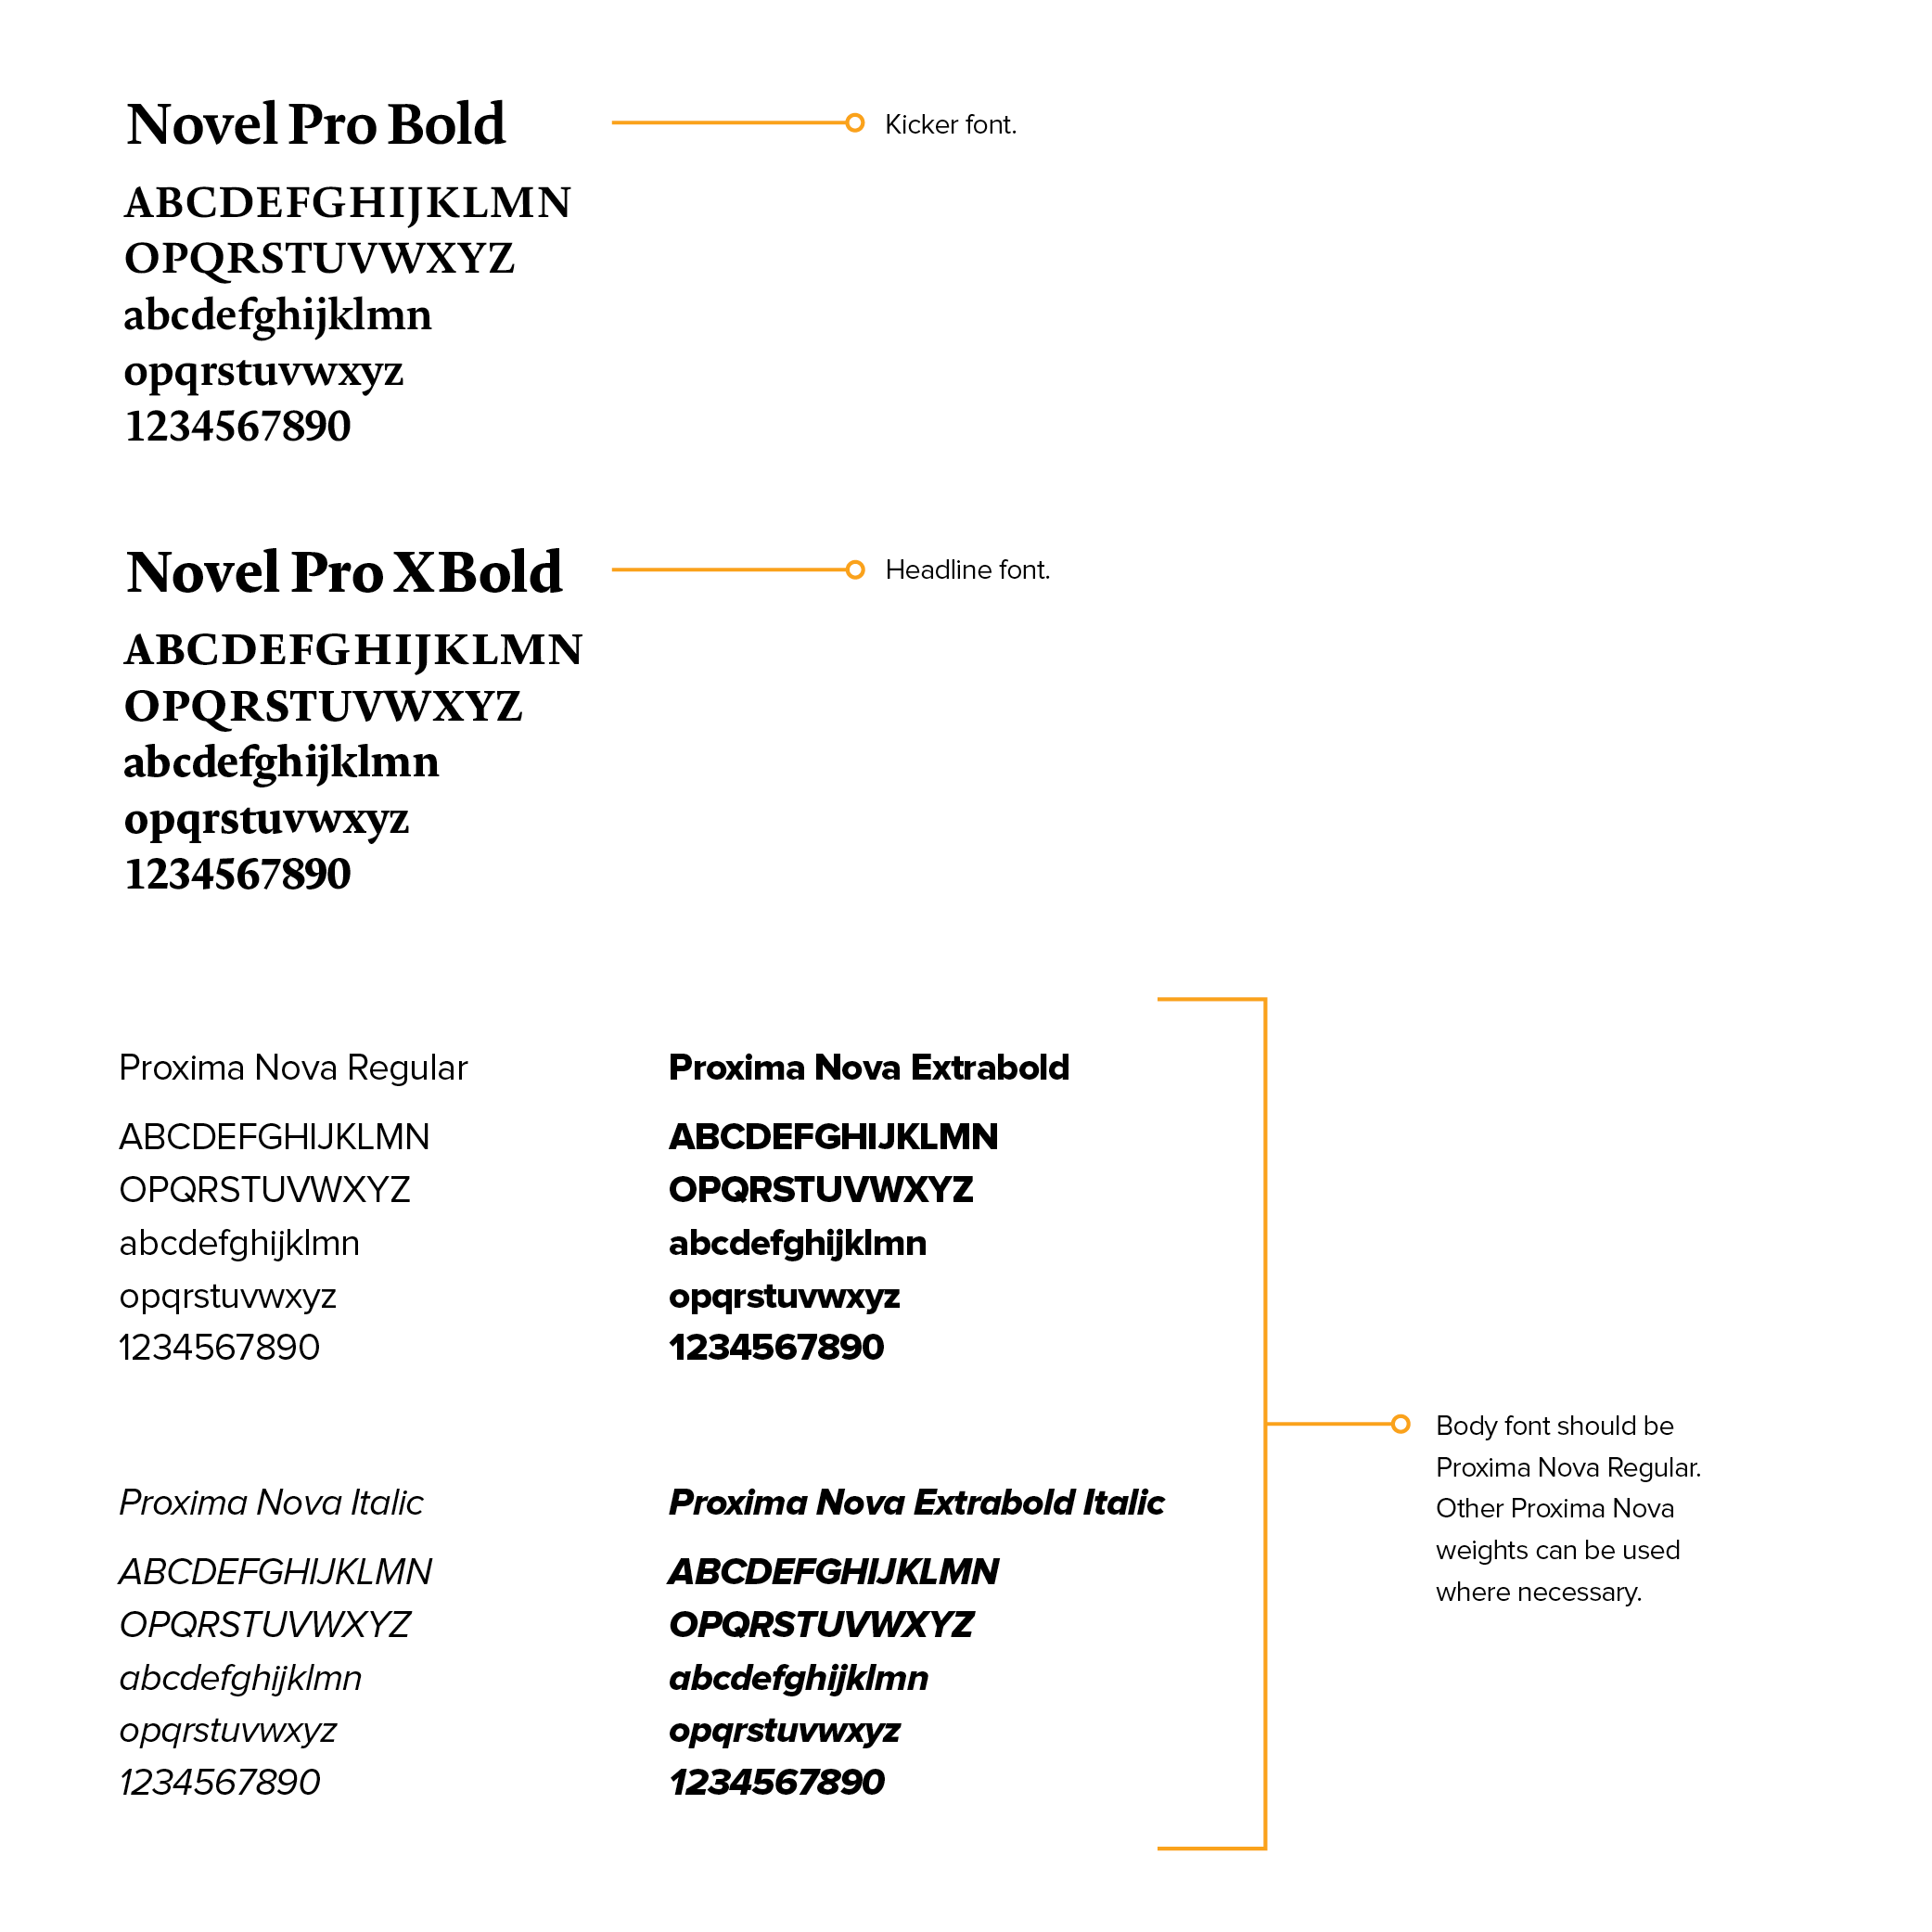 Novel Pro Bold
Kicker font.
ABCDEFGHIJKLMN
OPQRSTUVWXYZ
abcdefghijklmn
opqrstuvwxyz
1234567890
Novel Pro XBold
Headline font.
ABCDEFGHIJKLMN
OPQRSTUVWXYZ
abcdefghijklmn
opqrstuvwxyz
1234567890
Proxima Nova Regular
ABCDEFGHIJKLMN
OPQRSTUVWXYZ
abcdefghijklmn
opqrstuvwxyz
1234567890
Proxima Nova Extrabold
ABCDEFGHIJKLMN
OPQRSTUVWXYZ
abcdefghijklmn
opqrstuvwxyz
1234567890
Proxima Nova Italic
ABCDEFGHIJKLMN
OPQRSTUVWXYZ
abcdefghijklmn
opqrstuvwxyz
1234567890
Proxima Nova Extrabold Italic
ABCDEFGHIJKLMN
OPQRSTUVWXYZ
abcdefghijklmn
opqrstuvwxyz
1234567890
Body font should be
Proxima Nova Regular.
Other Proxima Nova
weights can be used
where necessary.